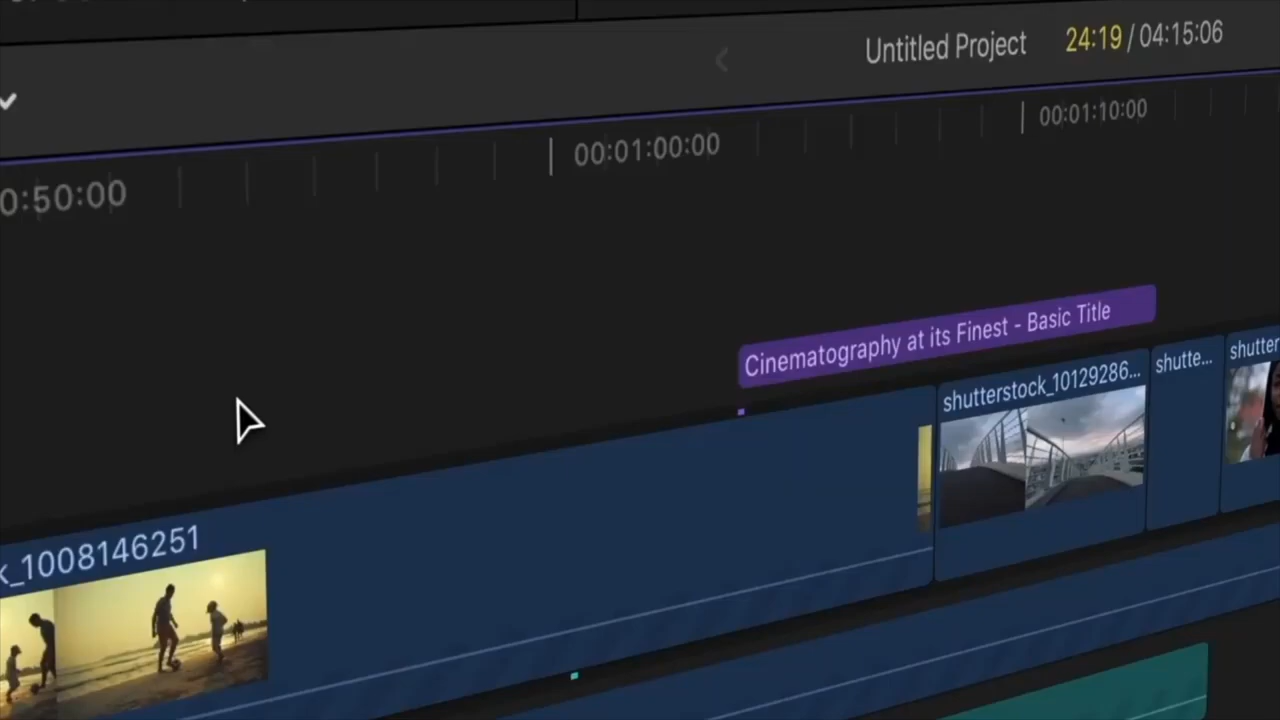 Untitled Project 24:19 / 04:15:06
00:01:10:00
00:01:00:00
0:50:00
Cinematography at its Finest - Basic Title
shutterstock_10129286...
shutte...
shutter
k_1008146251